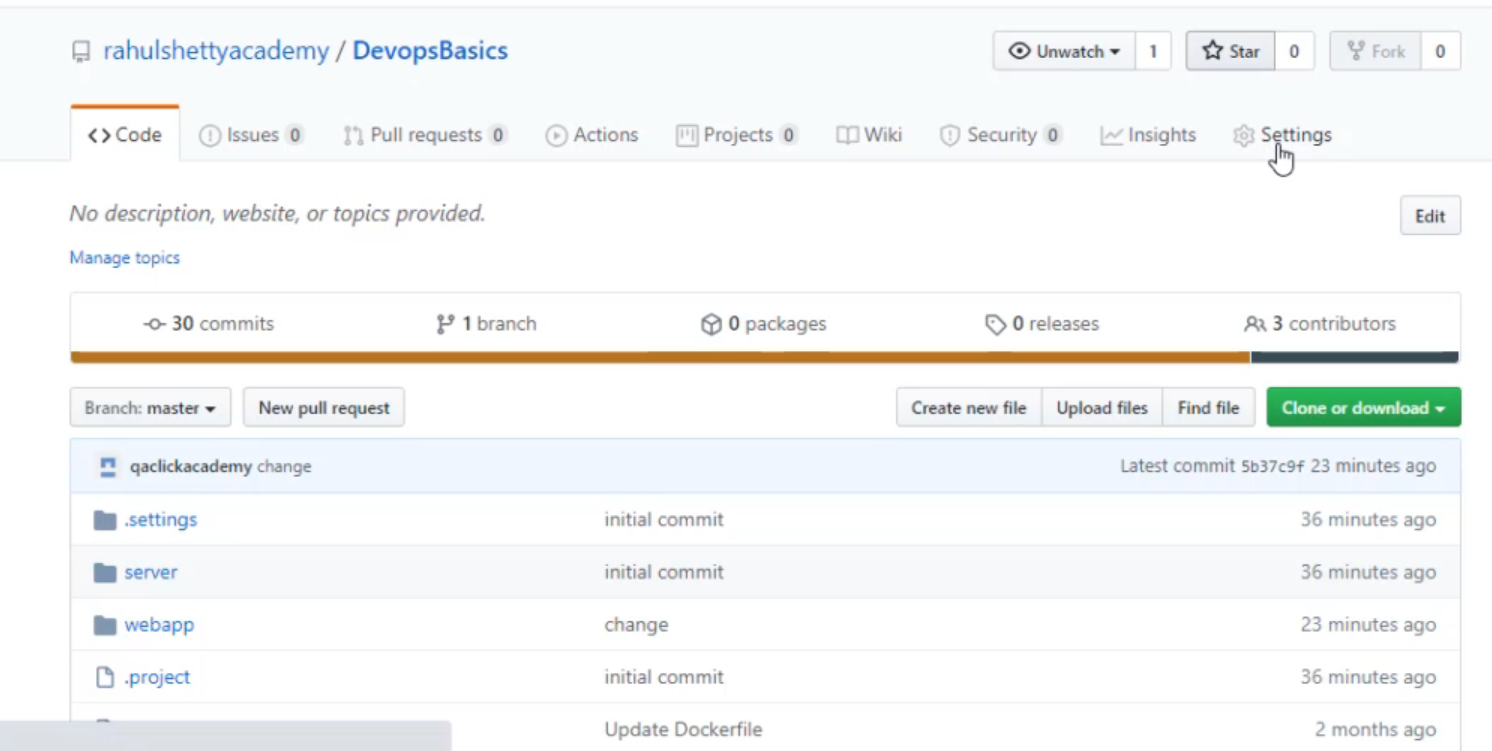 rahulshettyacademy / DevopsBasics
Unwatch 1 Star 0 Fork 0
Code Issues 0 Pull requests 0 Actions Projects 0 Wiki Security 0 Insights Settings
No description, website, or topics provided.
Edit
Manage topics
30 commits 1 branch 0 packages 0 releases 3 contributors
Branch: master New pull request Create new file Upload files Find file Clone or download
qaclickacademy change Latest commit 5b37c9f 23 minutes ago
.settings initial commit 36 minutes ago
server initial commit 36 minutes ago
webapp change 23 minutes ago
.project initial commit 36 minutes ago
Update Dockerfile 2 months ago